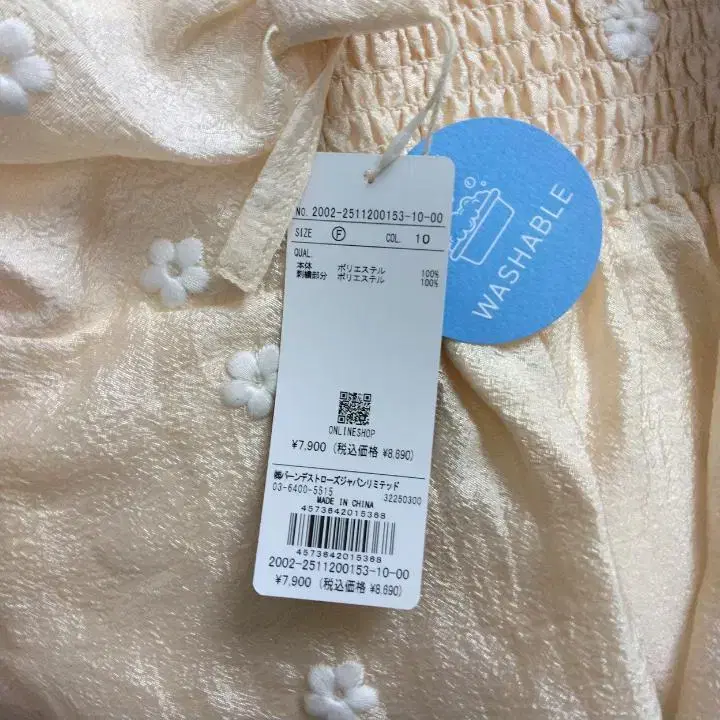 No. 2002-2511200153-10-00
SIZE Ⓕ COL. 10
QUAL.
本体 ポリエステル 100%
刺繍部分 ポリエステル 100%
ONLINESHOP
¥7,900 (税込価格 ¥8,690)
㈱バーンデストローズジャパンリミテッド
03-6400-5515 32250300
MADE IN CHINA
4573642015368
4573642015368
2002-2511200153-10-00
¥7,900 (税込価格 ¥8,690)
WASHABLE